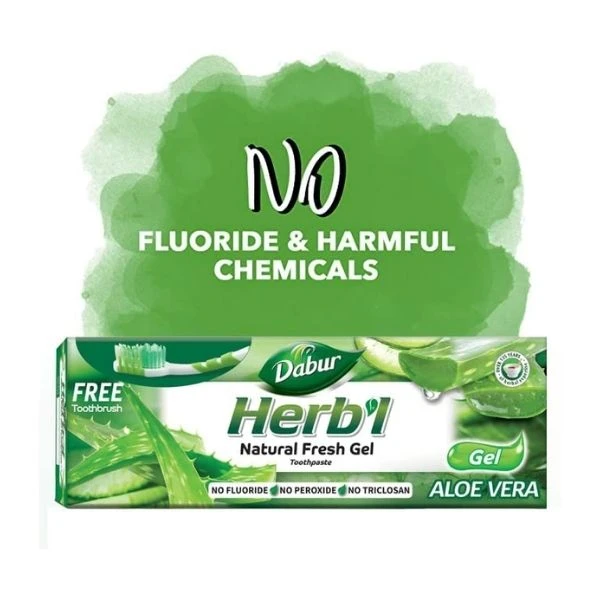 NO
FLUORIDE & HARMFUL
CHEMICALS
FREE
Toothbrush
Dabur
Herb'l
Natural Fresh Gel
Toothpaste
NO FLUORIDE NO PEROXIDE NO TRICLOSAN
Gel
ALOE VERA